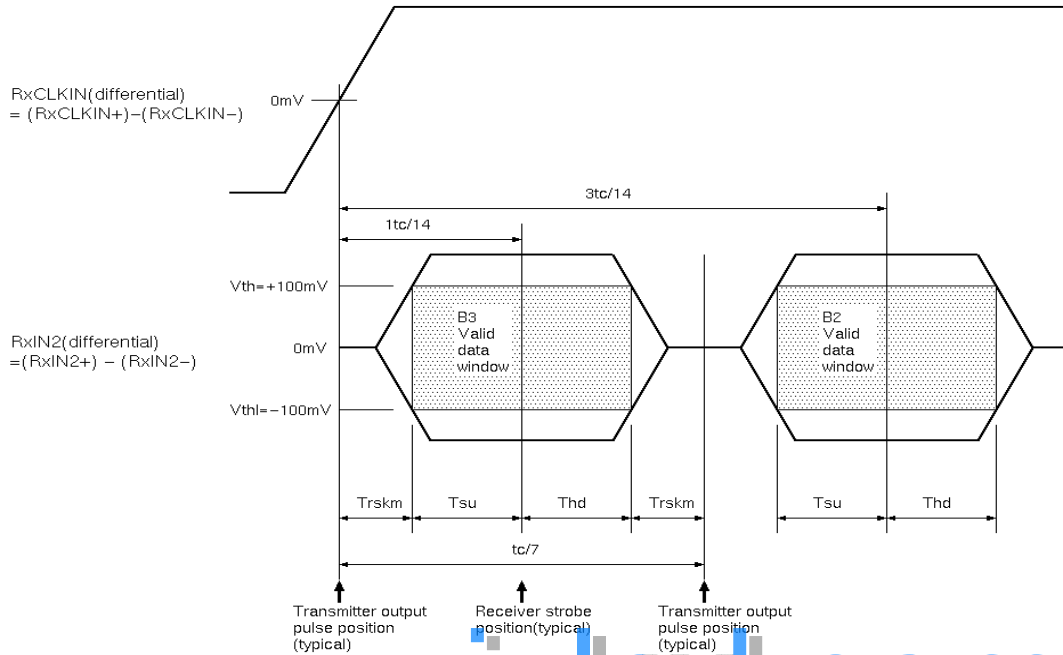 RxCLKIN(differential)
= (RxCLKIN+)−(RxCLKIN−)
0mV
3tc/14
1tc/14
Vth=+100mV
RxIN2(differential)
=(RxIN2+) − (RxIN2−)
0mV
Vthl=−100mV
B3
Valid
data
window
B2
Valid
data
window
Trskm
Tsu
Thd
Trskm
Tsu
Thd
tc/7
Transmitter output
pulse position
(typical)
Receiver strobe
position(typical)
Transmitter output
pulse position
(typical)